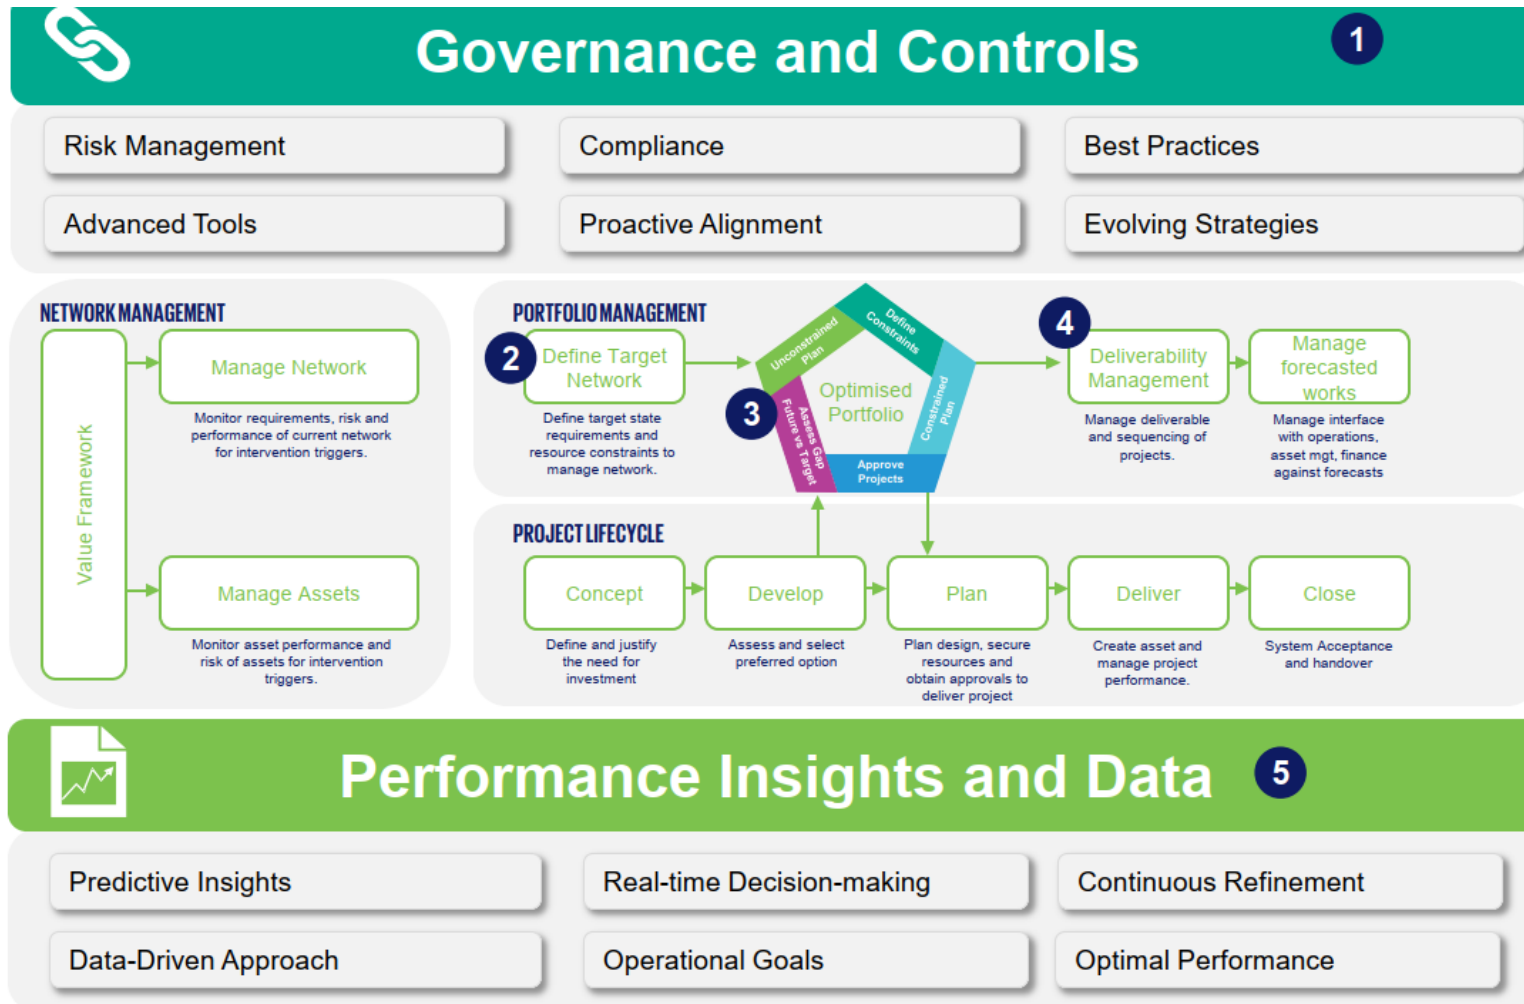 Governance and Controls
1
Risk Management
Compliance
Best Practices
Advanced Tools
Proactive Alignment
Evolving Strategies
NETWORK MANAGEMENT
Value Framework
Manage Network
Monitor requirements, risk and
performance of current network
for intervention triggers.
Manage Assets
Monitor asset performance and
risk of assets for intervention
triggers.
PORTFOLIO MANAGEMENT
2
Define Target
Network
Define target state
requirements and
resource constraints to
manage network.
3
Unconstrained
Plan
Define
Constraints
Constrained
Plan
Approve
Projects
Assess Gap
Future vs Target
Optimised
Portfolio
4
Deliverability
Management
Manage deliverable
and sequencing of
projects.
Manage
forecasted
works
Manage interface
with operations,
asset mgt, finance
against forecasts
PROJECT LIFECYCLE
Concept
Define and justify
the need for
investment
Develop
Assess and select
preferred option
Plan
Plan design, secure
resources and
obtain approvals to
deliver project
Deliver
Create asset and
manage project
performance.
Close
System Acceptance
and handover
Performance Insights and Data
5
Predictive Insights
Real-time Decision-making
Continuous Refinement
Data-Driven Approach
Operational Goals
Optimal Performance